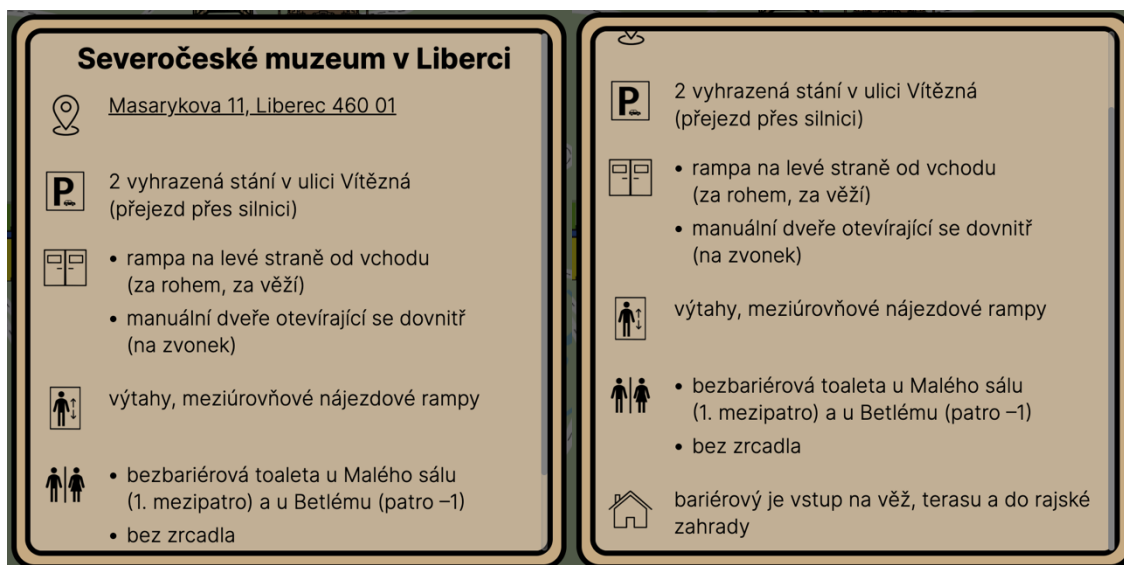 Severočeské muzeum v Liberci
Masarykova 11, Liberec 460 01
P
2 vyhrazená stání v ulici Vítězná
(přejezd přes silnici)
• rampa na levé straně od vchodu
(za rohem, za věží)
• manuální dveře otevírající se dovnitř
(na zvonek)
výtahy, meziúrovňové nájezdové rampy
• bezbariérová toaleta u Malého sálu
(1. mezipatro) a u Betlému (patro –1)
• bez zrcadla
P
2 vyhrazená stání v ulici Vítězná
(přejezd přes silnici)
• rampa na levé straně od vchodu
(za rohem, za věží)
• manuální dveře otevírající se dovnitř
(na zvonek)
výtahy, meziúrovňové nájezdové rampy
• bezbariérová toaleta u Malého sálu
(1. mezipatro) a u Betlému (patro –1)
• bez zrcadla
bariérový je vstup na věž, terasu a do rajské
zahrady